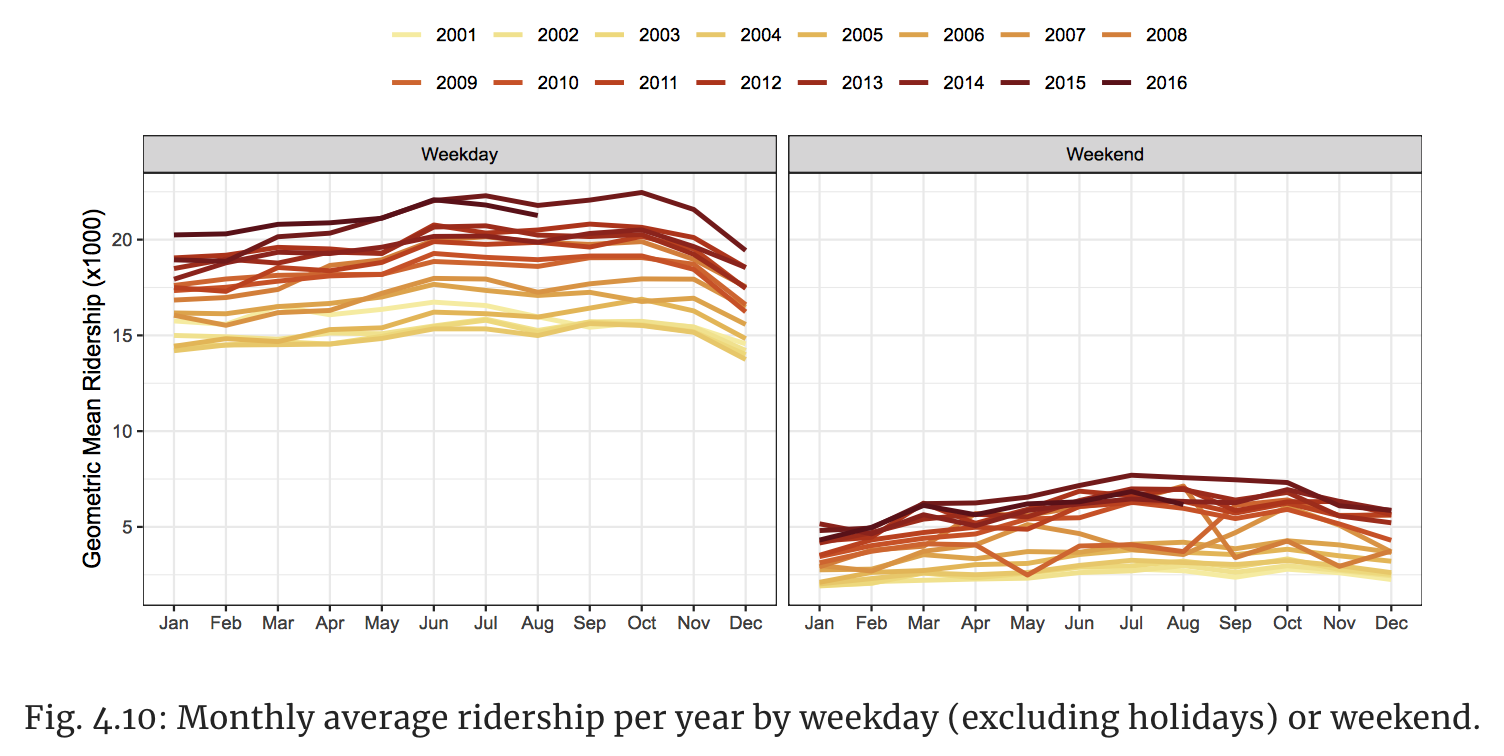 2001 2002 2003 2004 2005 2006 2007 2008
2009 2010 2011 2012 2013 2014 2015 2016
Weekday Weekend
Geometric Mean Ridership (x1000)
20
15
10
5
Jan Feb Mar Apr May Jun Jul Aug Sep Oct Nov Dec Jan Feb Mar Apr May Jun Jul Aug Sep Oct Nov Dec
Fig. 4.10: Monthly average ridership per year by weekday (excluding holidays) or weekend.